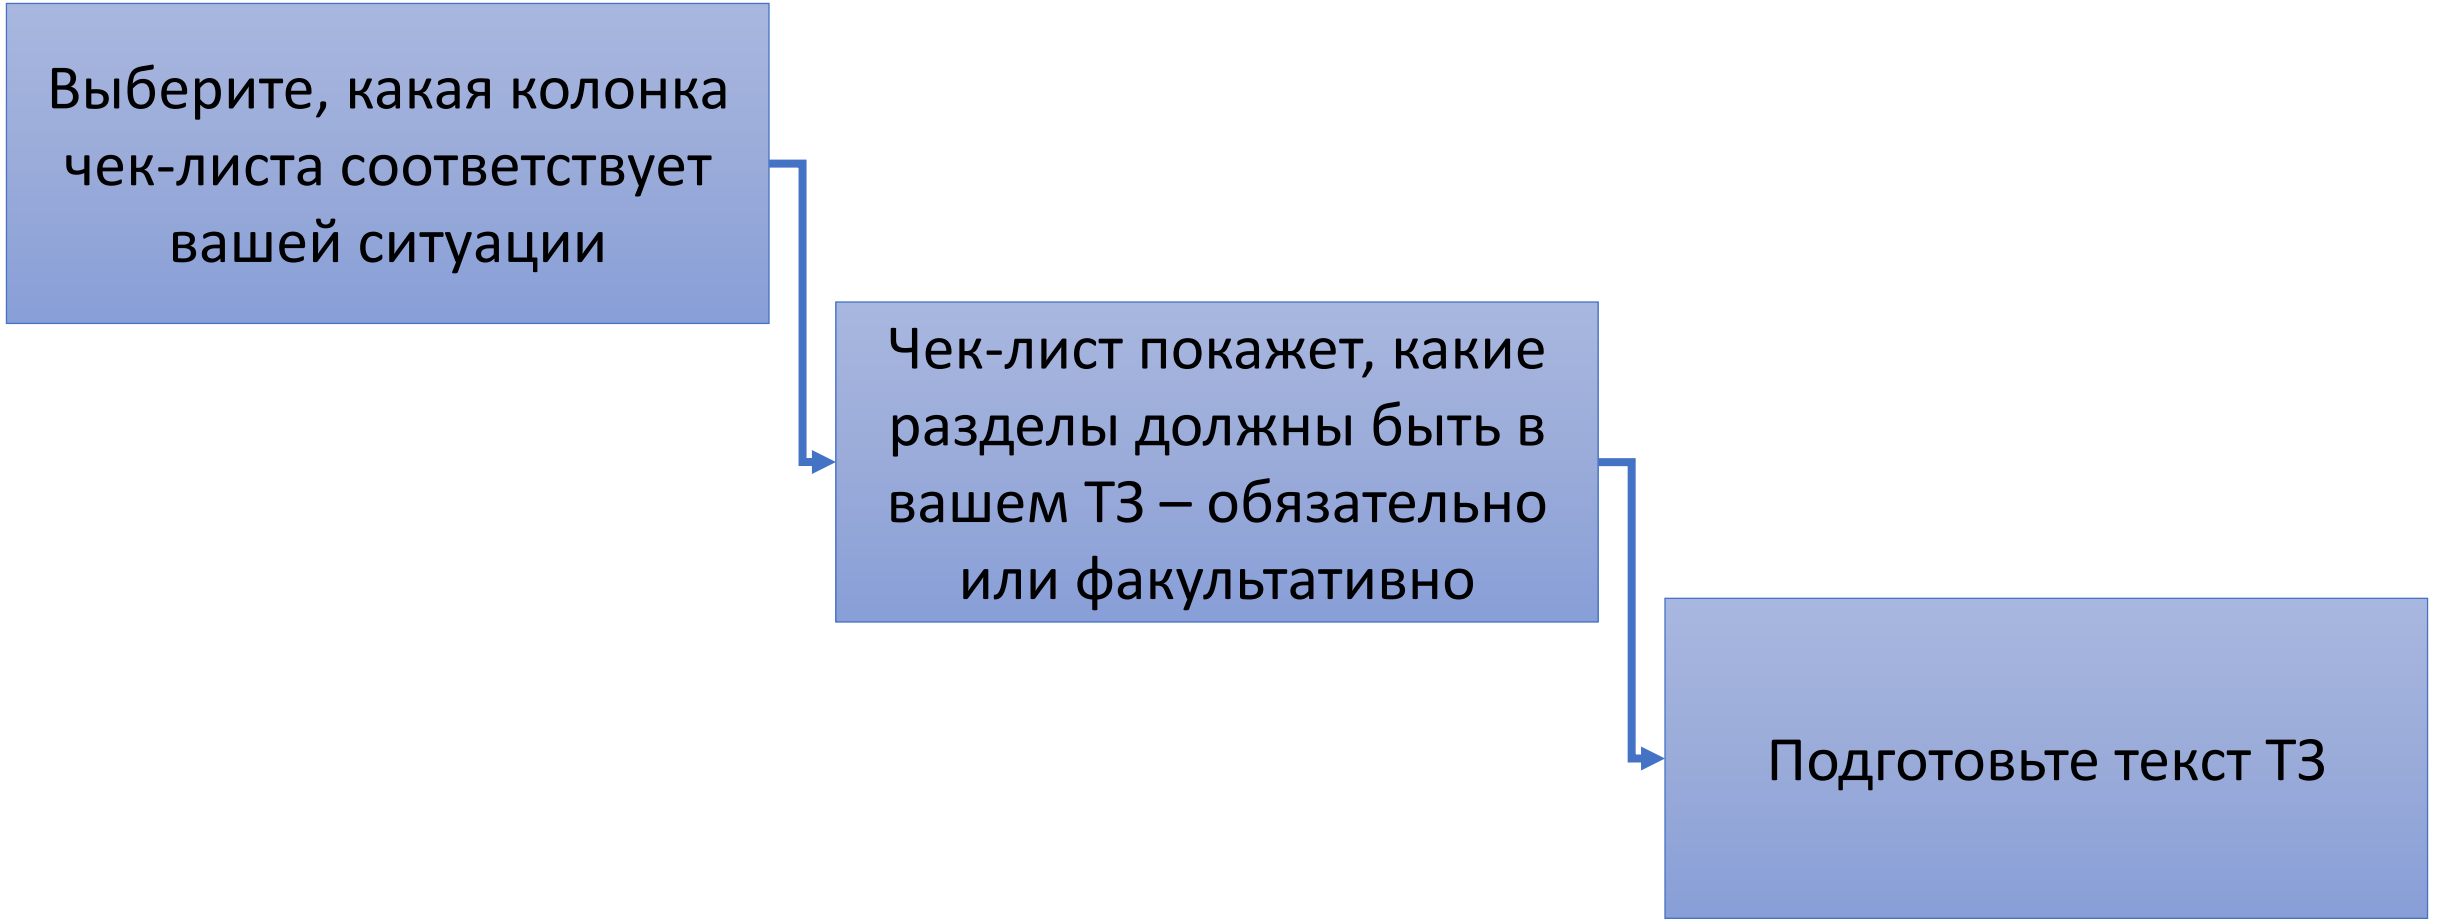 Выберите, какая колонка
чек-листа соответствует
вашей ситуации
Чек-лист покажет, какие
разделы должны быть в
вашем ТЗ – обязательно
или факультативно
Подготовьте текст ТЗ